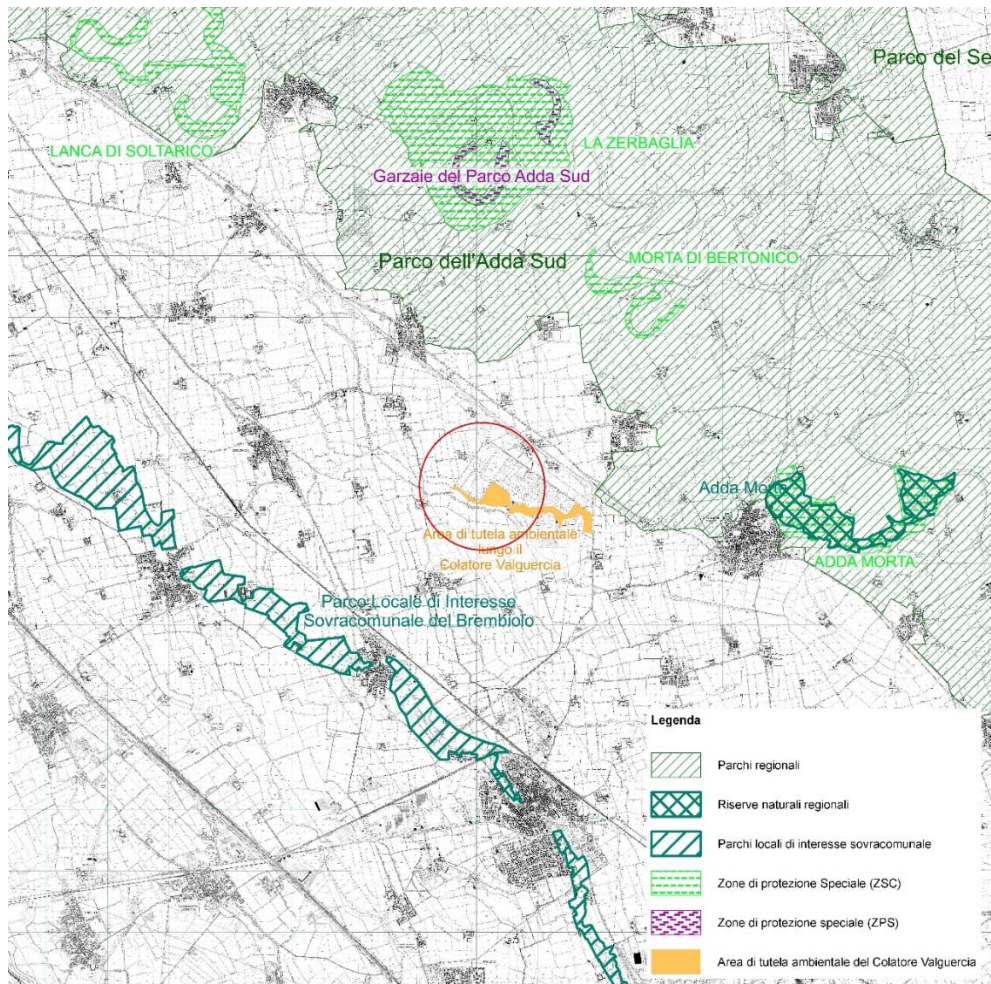 Parco del Se
LANCA DI SOLTARICO
LA ZERBAGLIA
Garzaie del Parco Adda Sud
Parco dell'Adda Sud
MORTA DI BERTONICO
Adda Morta
ADDA MORTA
Area di tutela ambientale
lungo il
Colatore Valguercia
Parco Locale di Interesse
Sovracomunale del Brembiolo
Legenda
Parchi regionali
Riserve naturali regionali
Parchi locali di interesse sovracomunale
Zone di protezione Speciale (ZSC)
Zone di protezione speciale (ZPS)
Area di tutela ambientale del Colatore Valguercia